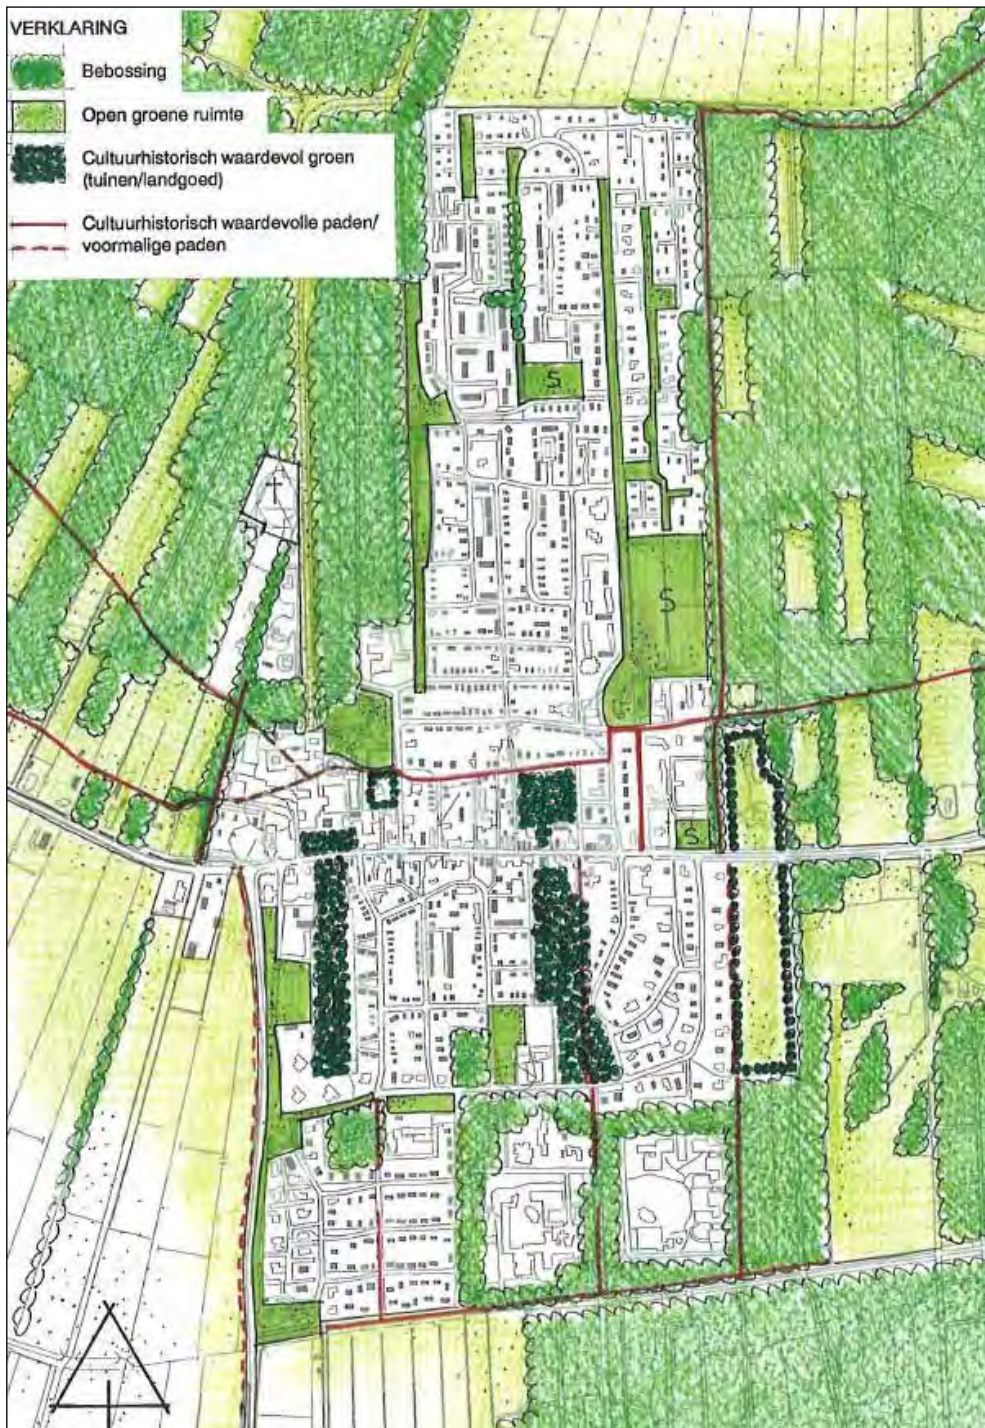 VERKLARING
Bebossing
Open groene ruimte
Cultuurhistorisch waardevol groen
(tuinen/landgoed)
Cultuurhistorisch waardevolle paden/
voormalige paden
S
S
S